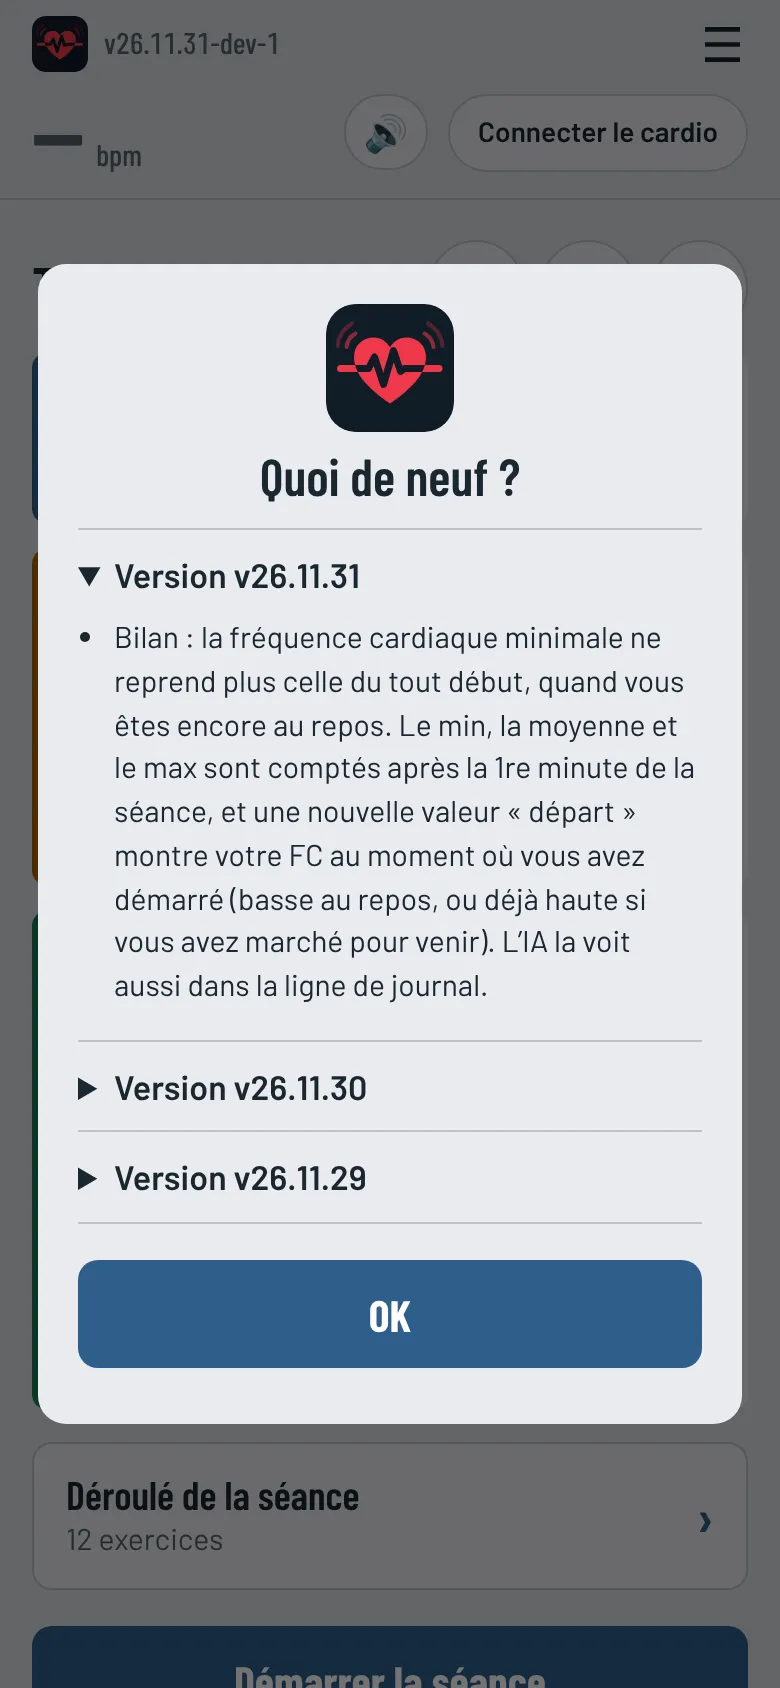 v26.11.31-dev-1
bpm
Connecter le cardio
Quoi de neuf ?
Version v26.11.31
Bilan : la fréquence cardiaque minimale ne
reprend plus celle du tout début, quand vous
êtes encore au repos. Le min, la moyenne et
le max sont comptés après la 1re minute de la
séance, et une nouvelle valeur « départ »
montre votre FC au moment où vous avez
démarré (basse au repos, ou déjà haute si
vous avez marché pour venir). L’IA la voit
aussi dans la ligne de journal.
Version v26.11.30
Version v26.11.29
OK
Déroulé de la séance
12 exercices
Démarrer la séance